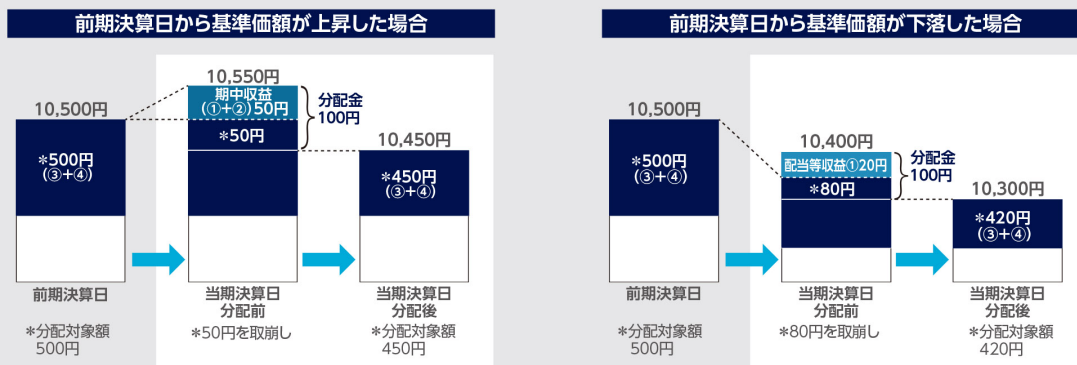 前期決算日から基準価額が上昇した場合
10,500円
*500円
(③+④)
前期決算日
*分配対象額
500円
10,550円
期中収益
(①+②)50円
*50円
分配金
100円
当期決算日
分配前
*50円を取崩し
10,450円
*450円
(③+④)
当期決算日
分配後
*分配対象額
450円
前期決算日から基準価額が下落した場合
10,500円
*500円
(③+④)
前期決算日
*分配対象額
500円
10,400円
配当等収益①20円
*80円
分配金
100円
当期決算日
分配前
*80円を取崩し
10,300円
*420円
(③+④)
当期決算日
分配後
*分配対象額
420円